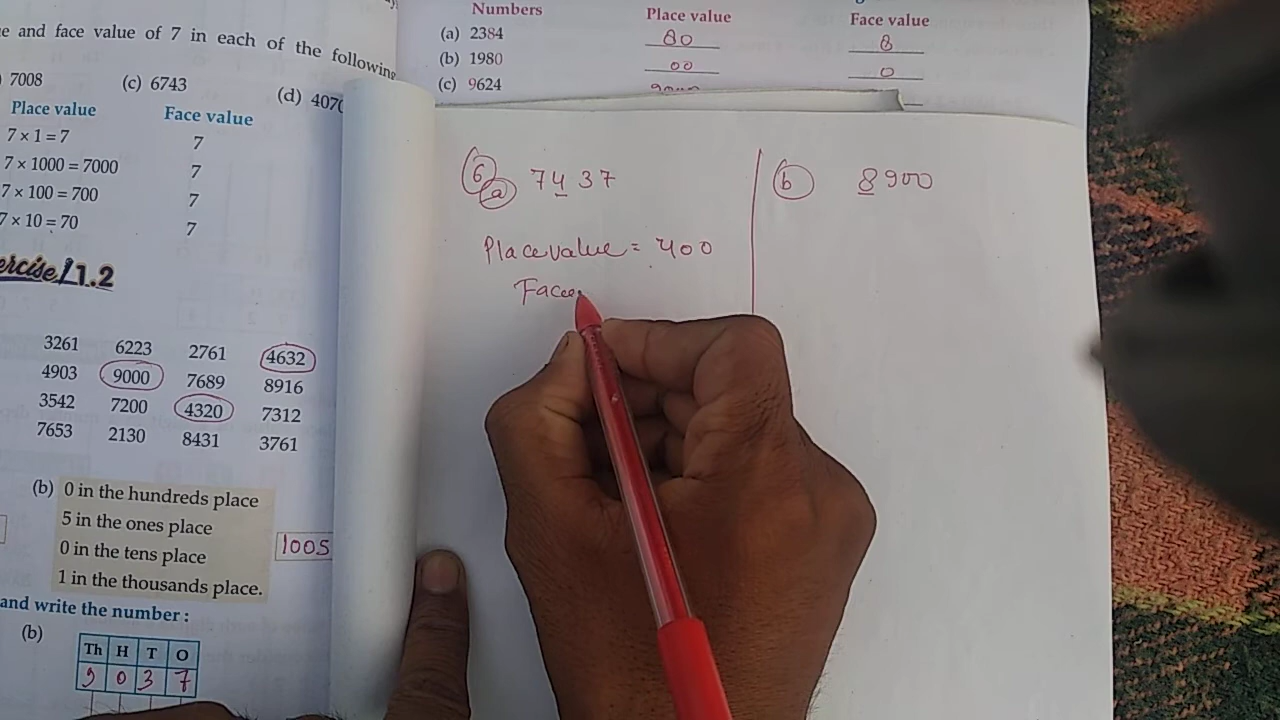 e and face value of 7 in each of the following
7008 (c) 6743 (d) 407
Place value Face value
7 × 1 = 7 7
7 × 1000 = 7000 7
7 × 100 = 700 7
7 × 10 = 70 7
ercise 1.2
3261 6223 2761 4632
4903 9000 7689 8916
3542 7200 4320 7312
7653 2130 8431 3761
(b) 0 in the hundreds place
5 in the ones place
0 in the tens place
1 in the thousands place.
1005
and write the number :
(b)
Th H T O
9 0 3 7
Numbers Place value Face value
(a) 2384 80 8
(b) 1980 00 0
(c) 9624
6 a 7437
Place value = 400
Face
b 8900